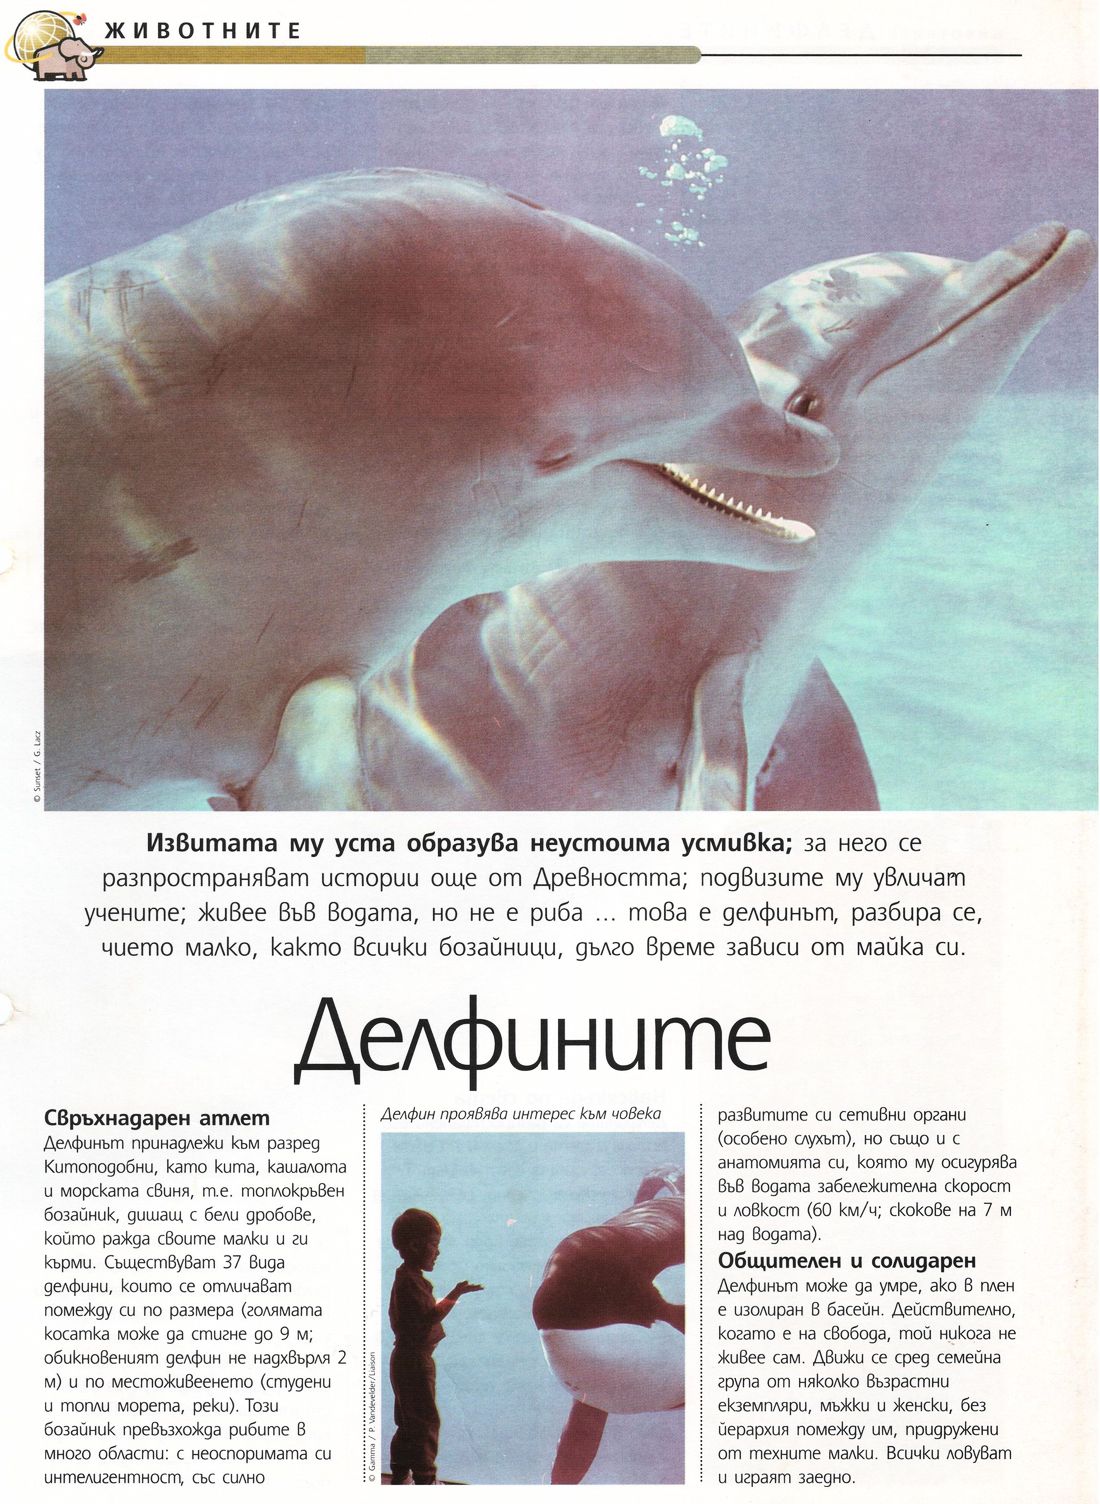 ЖИВОТНИТЕ
© Sunset / G. Lacz
Извитата му уста образува неустоима усмивка; за него се
разпространяват истории още от Древността; подвизите му увличат
учените; живее във водата, но не е риба ... това е делфинът, разбира се,
чието малко, както всички бозайници, дълго време зависи от майка си.
Делфините
Свръхнадарен атлет
Делфинът принадлежи към разред
Китоподобни, като кита, кашалота
и морската свиня, т.е. топлокръвен
бозайник, дишащ с бели дробове,
който ражда своите малки и ги
кърми. Съществуват 37 вида
делфини, които се отличават
помежду си по размера (голямата
косатка може да стигне до 9 м;
обикновеният делфин не надхвърля 2
м) и по местоживеенето (студени
и топли морета, реки). Този
бозайник превъзхожда рибите в
много области: с неоспоримата си
интелигентност, със силно
Делфин проявява интерес към човека
© Gamma / P. Vandevelder/Liaison
развитите си сетивни органи
(особено слухът), но също и с
анатомията си, която му осигурява
във водата забележителна скорост
и ловкост (60 км/ч; скокове на 7 м
над водата).
Общителен и солидарен
Делфинът може да умре, ако в плен
е изолиран в басейн. Действително,
когато е на свобода, той никога не
живее сам. Движи се сред семейна
група от няколко възрастни
екземпляри, мъжки и женски, без
йерархия помежду им, придружени
от техните малки. Всички ловуват
и играят заедно.